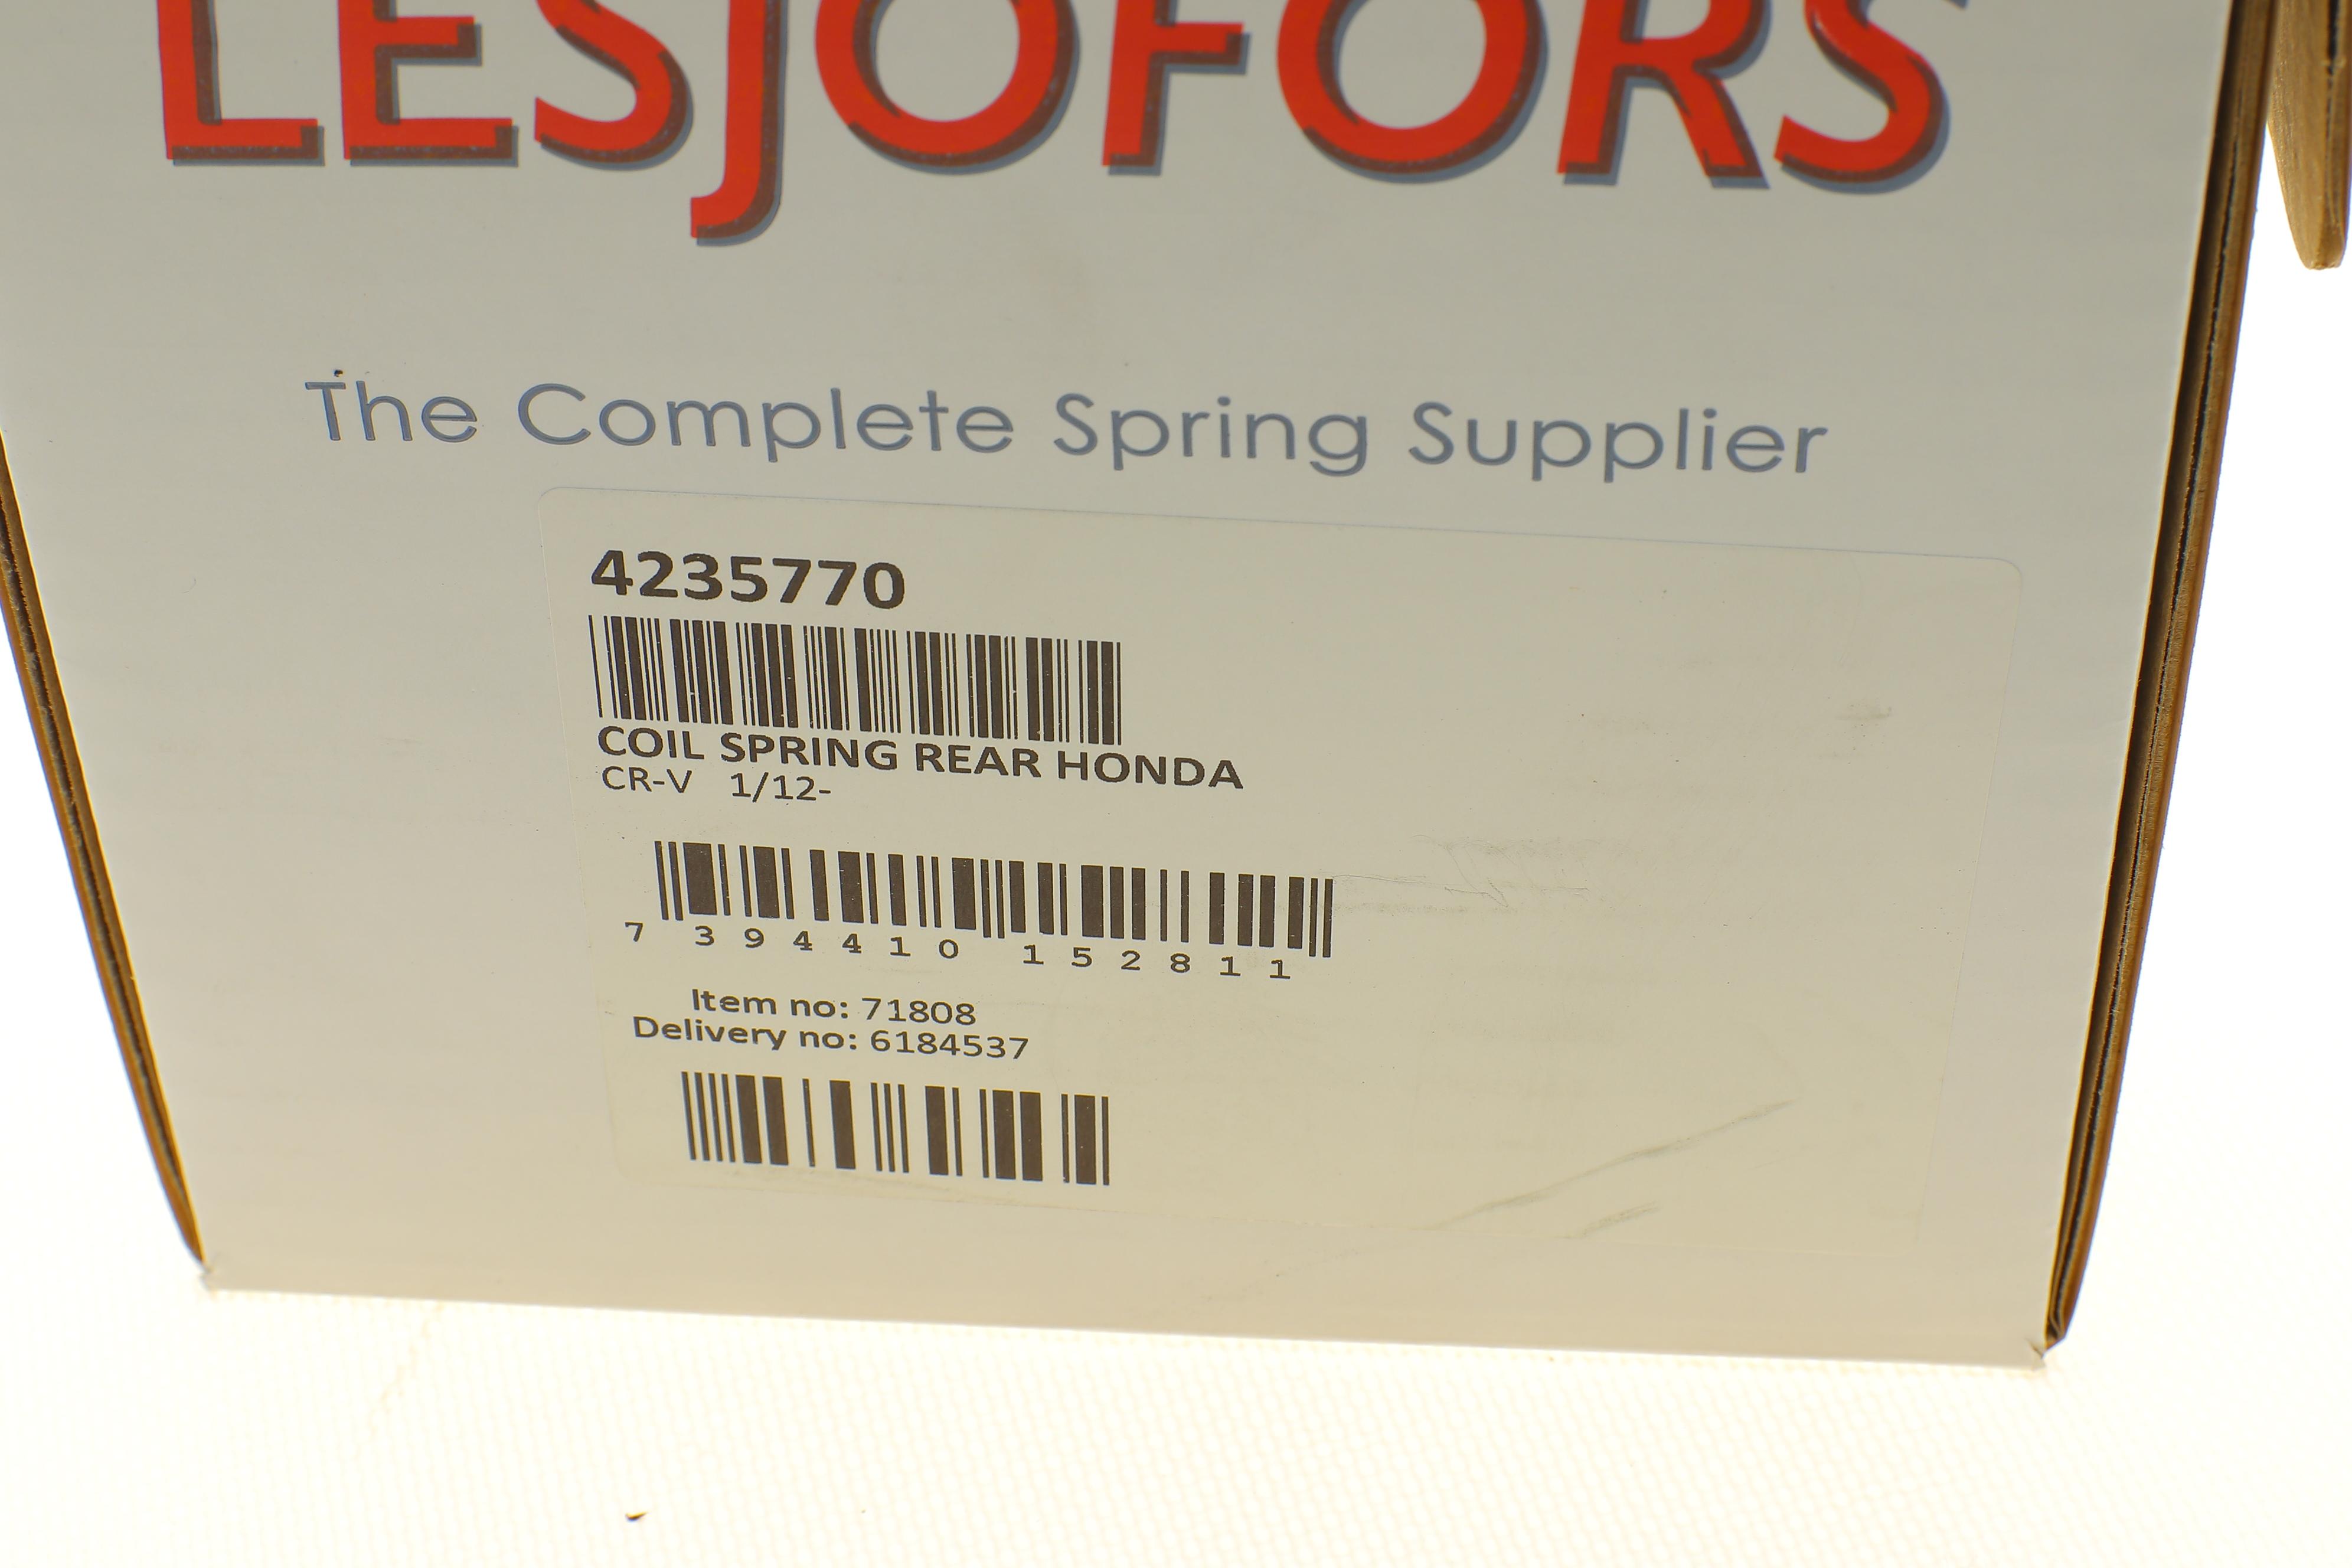 LESJOFORS
The Complete Spring Supplier
4235770
COIL SPRING REAR HONDA
CR-V 1/12-
7 394410 152811
Item no: 71808
Delivery no: 6184537